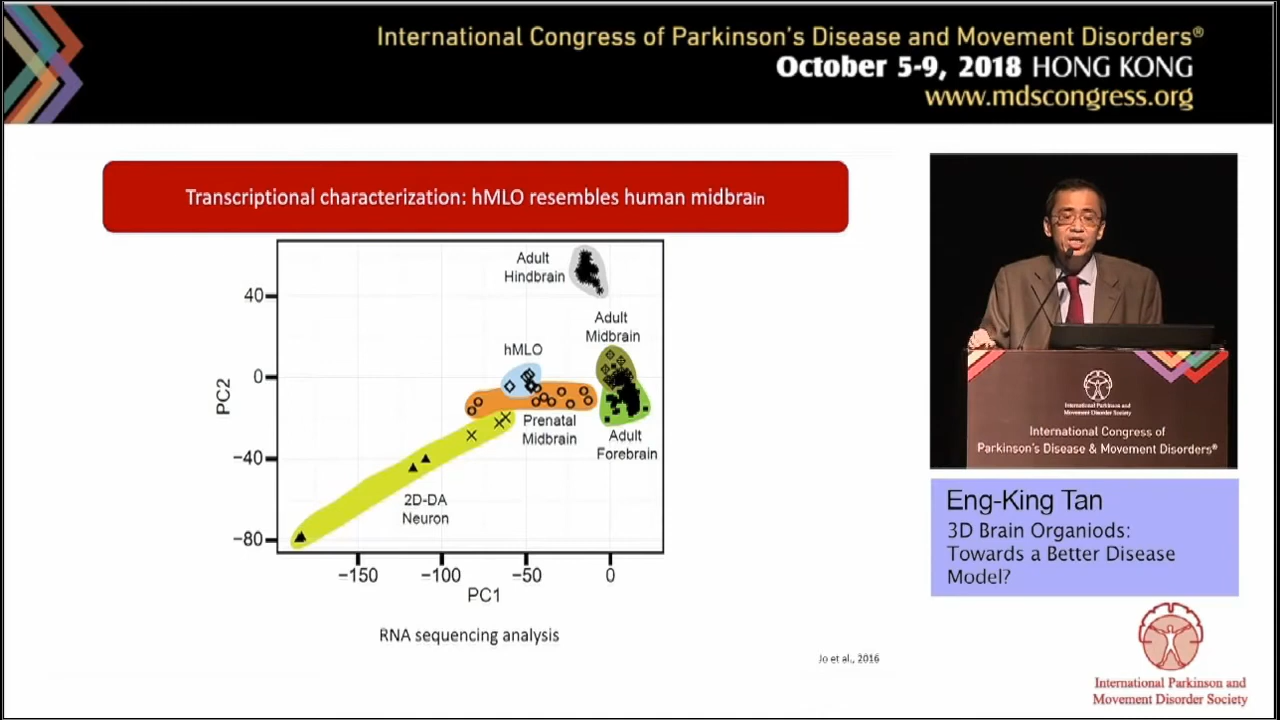 International Congress of Parkinson's Disease and Movement Disorders®
October 5-9, 2018 HONG KONG
www.mdscongress.org
Transcriptional characterization: hMLO resembles human midbrain
Adult
Hindbrain
Adult
Midbrain
hMLO
Prenatal
Midbrain
Adult
Forebrain
2D-DA
Neuron
40
0
−40
−80
PC2
−150
−100
−50
0
PC1
RNA sequencing analysis
Jo et al., 2016
International Parkinson and
Movement Disorder Society
International Congress of
Parkinson's Disease & Movement Disorders®
Eng-King Tan
3D Brain Organiods:
Towards a Better Disease
Model?
International Parkinson and
Movement Disorder Society